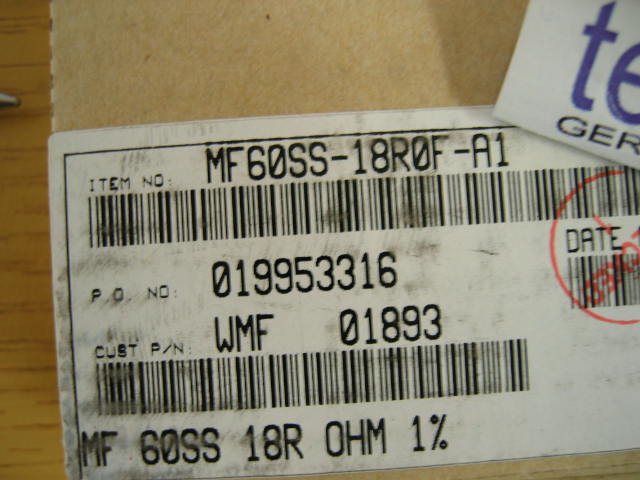 te
GER
ITEM NO: MF60SS-18R0F-A1
DATE
P.O. NO: 019953316
CUST P/N: WMF 01893
MF 60SS 18R OHM 1%